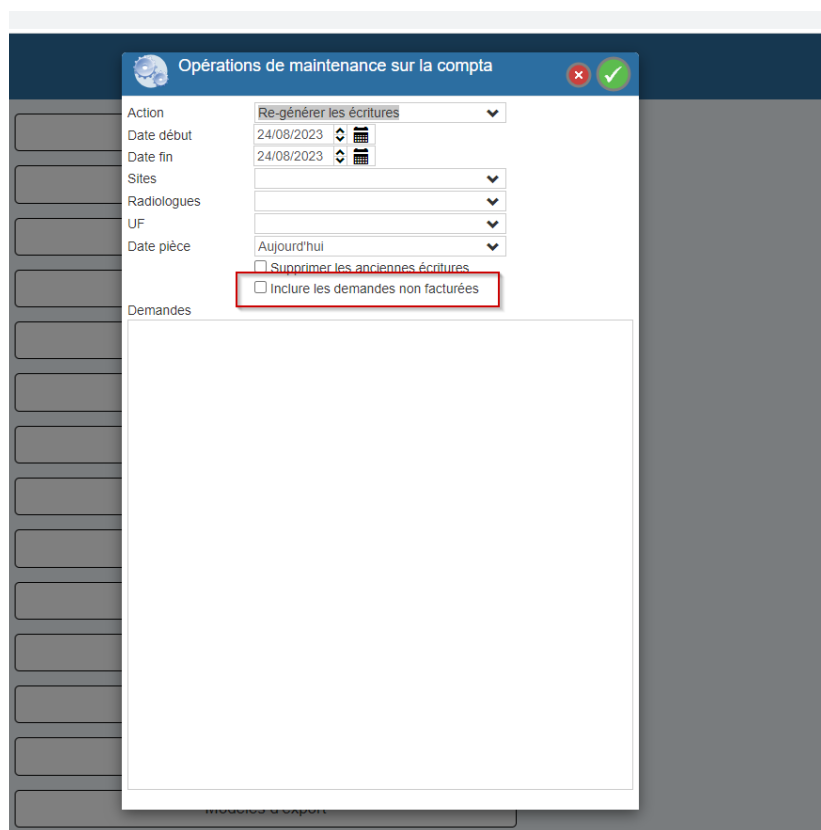 Opérations de maintenance sur la compta
Action Re-générer les écritures
Date début 24/08/2023
Date fin 24/08/2023
Sites
Radiologues
UF
Date pièce Aujourd'hui
Supprimer les anciennes écritures
Inclure les demandes non facturées
Demandes
Modèles d'export